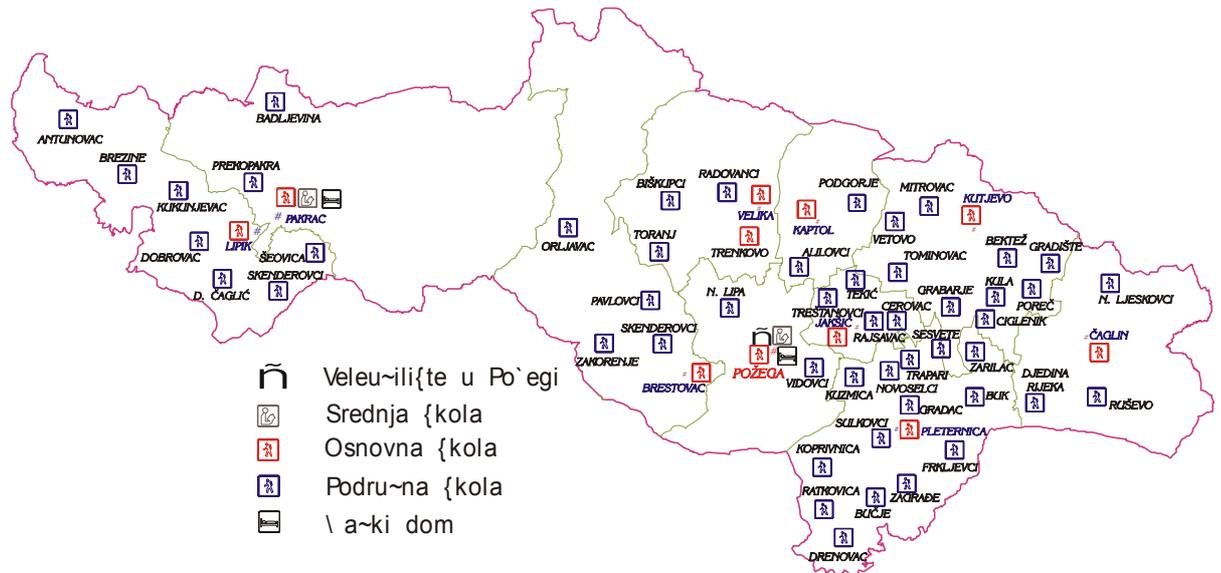 ANTUNOVAC
BADLJEVINA
BREZINE
PREKOPAKRA
KUKUNJEVAC
# PAKRAC
LIPIK #
DOBROVAC
ŠEOVICA
SKENDEROVCI
D. ČAGLIĆ
ORLJAVAC
BIŠKUPCI
RADOVANCI
VELIKA
TORANJ
TRENKOVO
PODGORJE
KAPTOL
MITROVAC
KUTJEVO
VETOVO
BEKTEŽ
GRADIŠTE
ALILOVCI
TOMINOVAC
TEKIĆ
KULA
GRABARJE
POREČ
N. LJESKOVCI
PAVLOVCI
N. LIPA
TREŠTANOVCI
CEROVAC
CIGLENIK
SKENDEROVCI
JAKŠIĆ
RAJSAVAC
SESVETE
ČAGLIN
ZAKORENJE
Ñ
POŽEGA
VIDOVCI
TRAPARI
ZARILAC
BRESTOVAC
KUZMICA
NOVOSELCI
DJEDINA
RIJEKA
GRADAC
BUK
RUŠEVO
SULKOVCI
PLETERNICA
KOPRIVNICA
FRKLJEVCI
RATKOVICA
ZAGRAĐE
BUČJE
DRENOVAC
Ñ Veleu~ili{te u Po`egi
Srednja {kola
Osnovna {kola
Podru~na {kola
\ a~ki dom